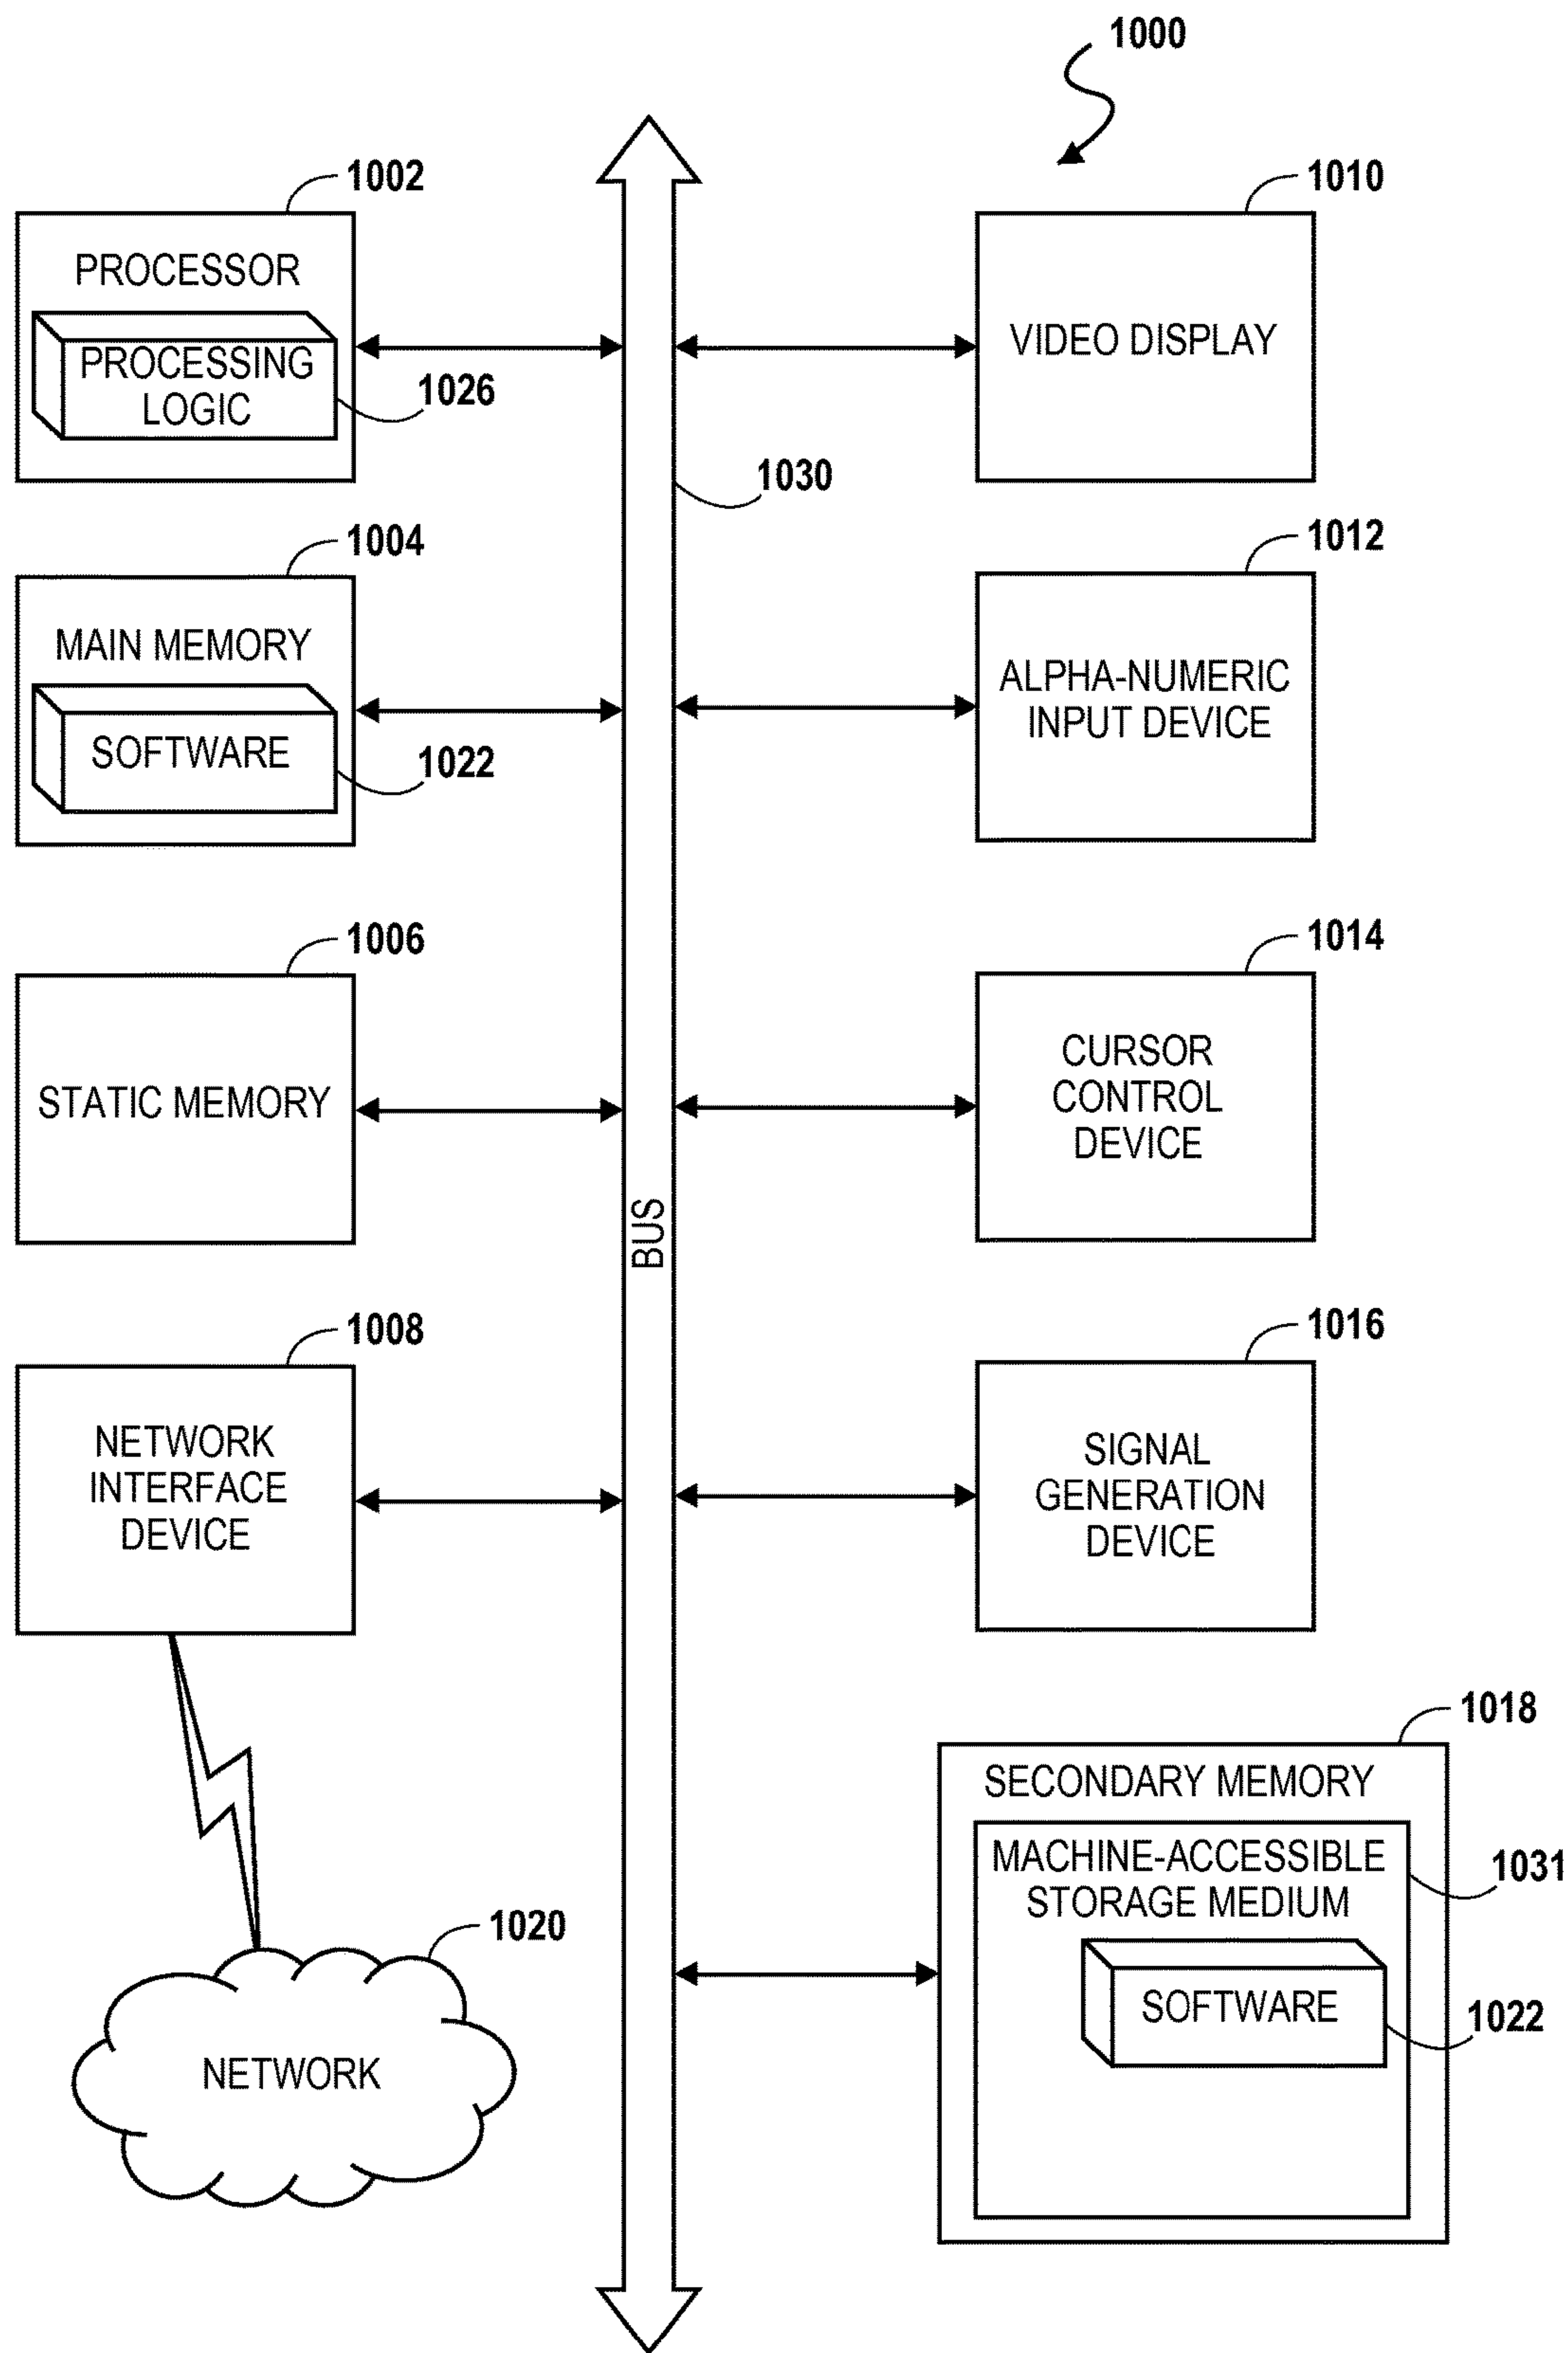 1000
1002
PROCESSOR
PROCESSING
LOGIC
1026
1004
MAIN MEMORY
SOFTWARE
1022
1006
STATIC MEMORY
1008
NETWORK
INTERFACE
DEVICE
1020
NETWORK
BUS
1030
1010
VIDEO DISPLAY
1012
ALPHA-NUMERIC
INPUT DEVICE
1014
CURSOR
CONTROL
DEVICE
1016
SIGNAL
GENERATION
DEVICE
1018
SECONDARY MEMORY
MACHINE-ACCESSIBLE
STORAGE MEDIUM
1031
SOFTWARE
1022